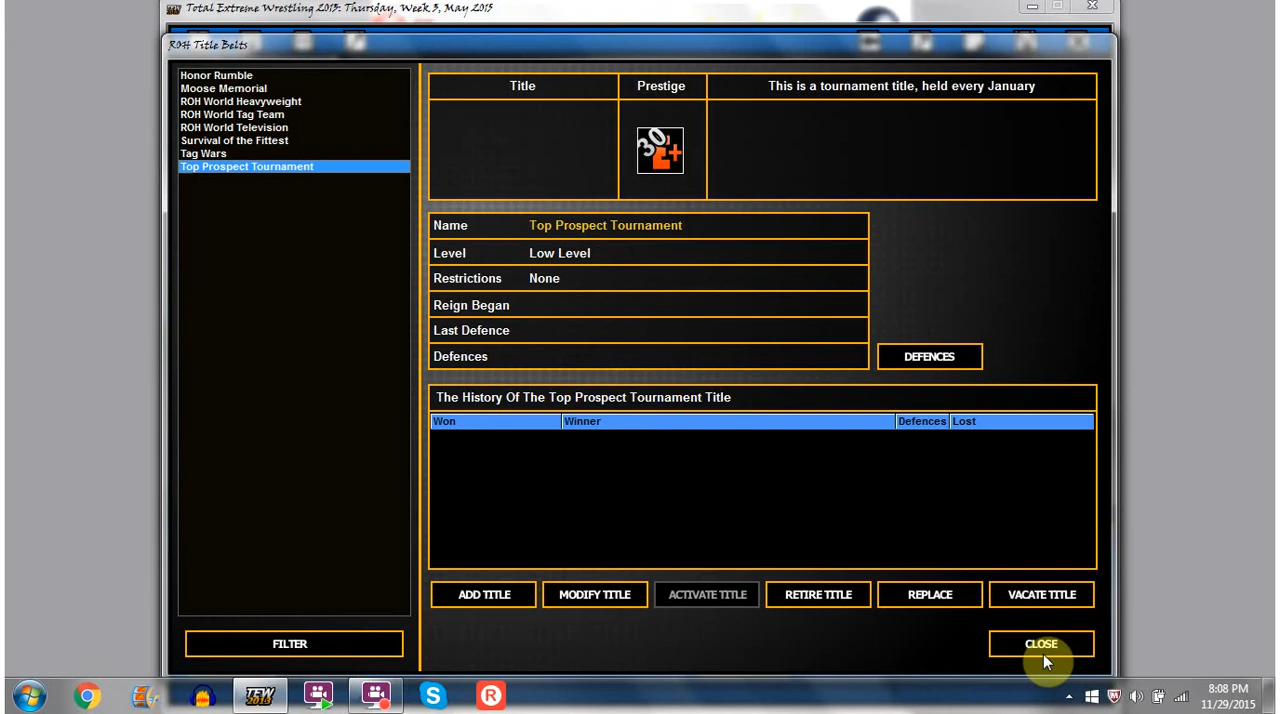 Total Extreme Wrestling 2013: Thursday, Week 3, May 2015
ROH Title Belts
Honor Rumble
Moose Memorial
ROH World Heavyweight
ROH World Tag Team
ROH World Television
Survival of the Fittest
Tag Wars
Top Prospect Tournament
FILTER
Title Prestige This is a tournament title, held every January
30 E+
Name Top Prospect Tournament
Level Low Level
Restrictions None
Reign Began
Last Defence
Defences
DEFENCES
The History Of The Top Prospect Tournament Title
Won Winner Defences Lost
ADD TITLE MODIFY TITLE ACTIVATE TITLE RETIRE TITLE REPLACE VACATE TITLE
CLOSE
TEW 2013
8:08 PM
11/29/2015